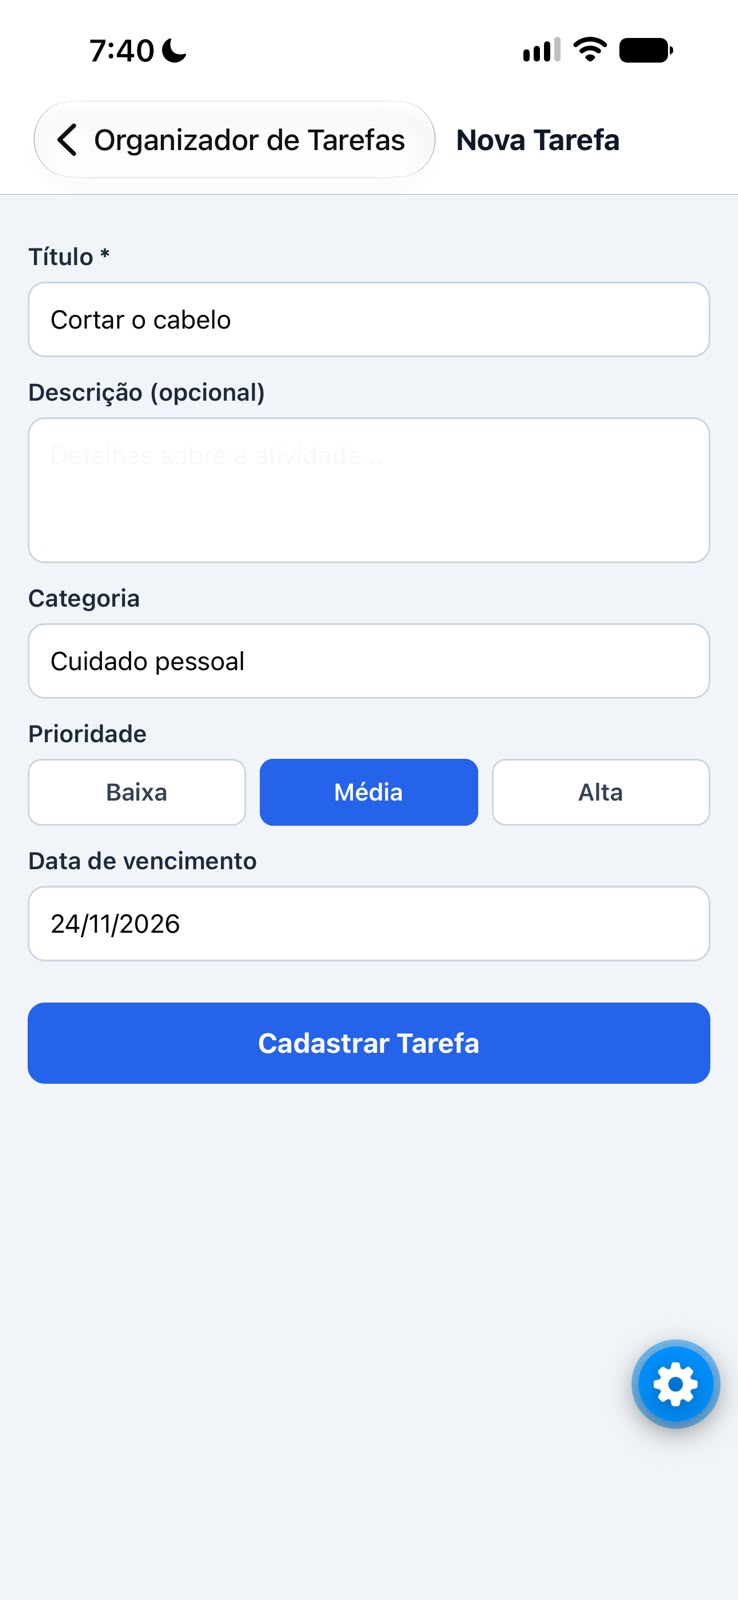 7:40
Organizador de Tarefas
Nova Tarefa
Título *
Cortar o cabelo
Descrição (opcional)
Detalhes sobre a atividade...
Categoria
Cuidado pessoal
Prioridade
Baixa
Média
Alta
Data de vencimento
24/11/2026
Cadastrar Tarefa